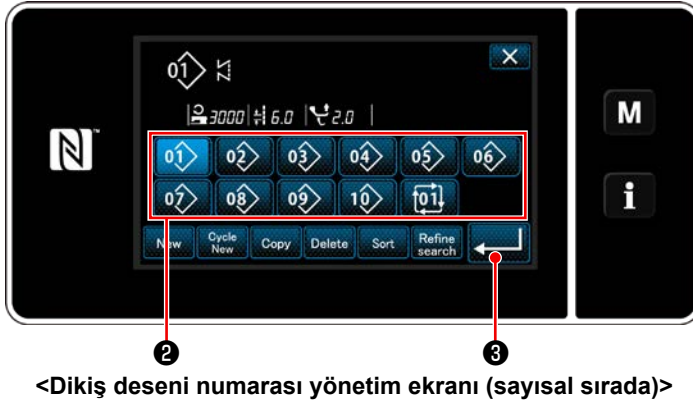 01
3000 6.0 2.0
M
01 02 03 04 05 06
07 08 09 10 01
i
New Cycle New Copy Delete Sort Refine search
2 3
<Dikiş deseni numarası yönetim ekranı (sayısal sırada)>